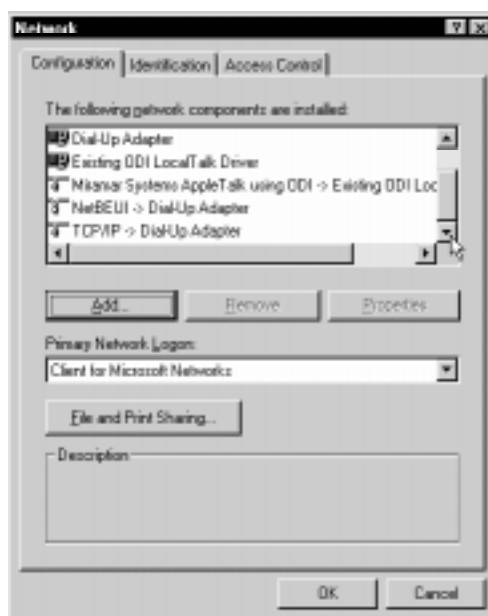 Network
Configuration Identification Access Control
The following network components are installed:
Dial-Up Adapter
Existing ODI LocalTalk Driver
Miramar Systems AppleTalk using ODI -> Existing ODI Loc
NetBEUI -> Dial-Up Adapter
TCP/IP -> Dial-Up Adapter
Add... Remove Properties
Primary Network Logon:
Client for Microsoft Networks
File and Print Sharing...
Description
OK Cancel